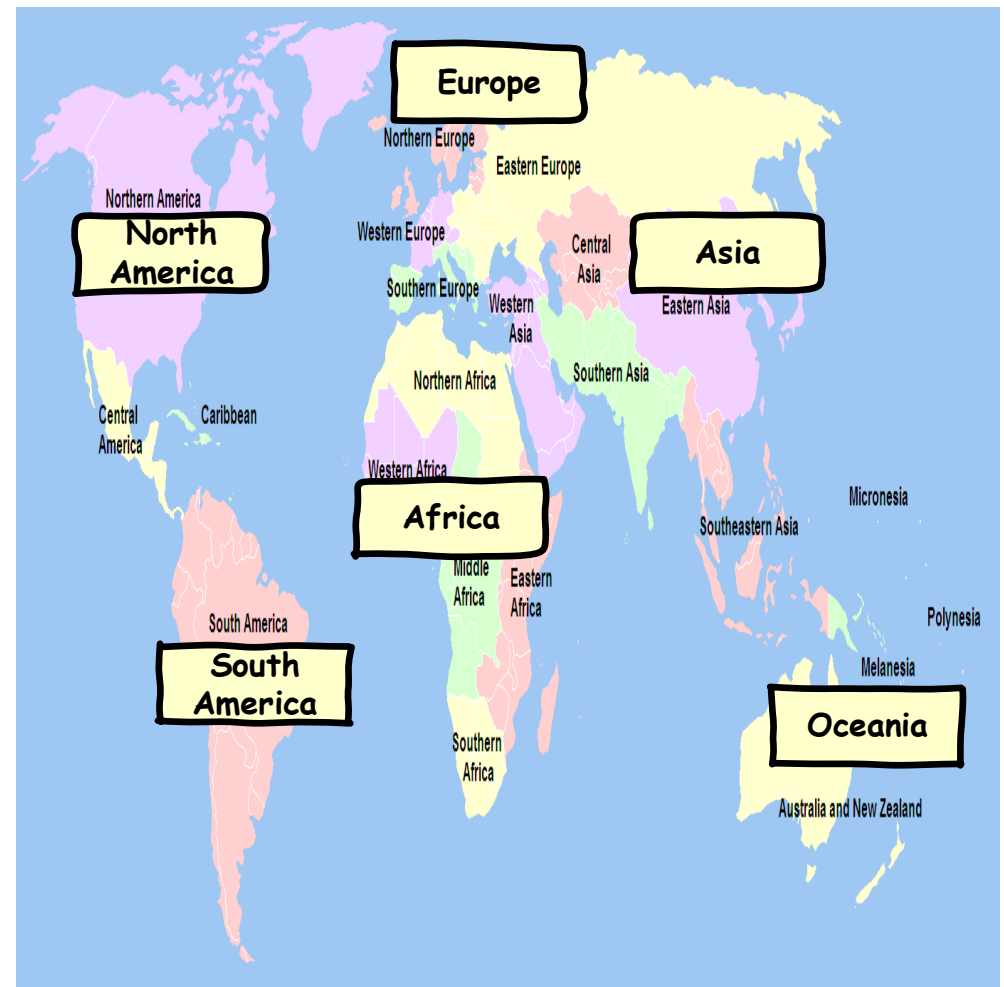 Europe
Northern Europe
Eastern Europe
Northern America
North
America
Western Europe
Central
Asia
Asia
Southern Europe
Western
Asia
Eastern Asia
Northern Africa
Southern Asia
Central
America
Caribbean
Western Africa
Africa
Micronesia
Southeastern Asia
Middle
Africa
Eastern
Africa
South America
South
America
Polynesia
Melanesia
Oceania
Southern
Africa
Australia and New Zealand